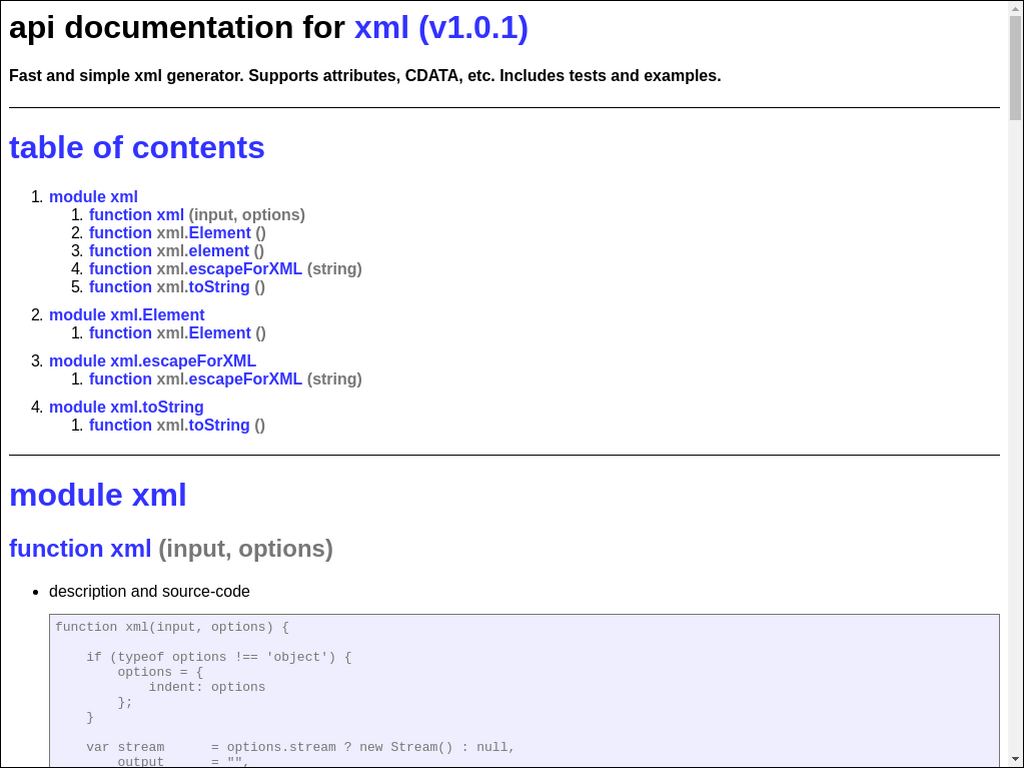 api documentation for xml (v1.0.1)
Fast and simple xml generator. Supports attributes, CDATA, etc. Includes tests and examples.
table of contents
1. module xml
1. function xml (input, options)
2. function xml.Element ()
3. function xml.element ()
4. function xml.escapeForXML (string)
5. function xml.toString ()
2. module xml.Element
1. function xml.Element ()
3. module xml.escapeForXML
1. function xml.escapeForXML (string)
4. module xml.toString
1. function xml.toString ()
module xml
function xml (input, options)
• description and source-code
function xml(input, options) {
    if (typeof options !== 'object') {
        options = {
            indent: options
        };
    }
    var stream      = options.stream ? new Stream() : null,
        output      = "",